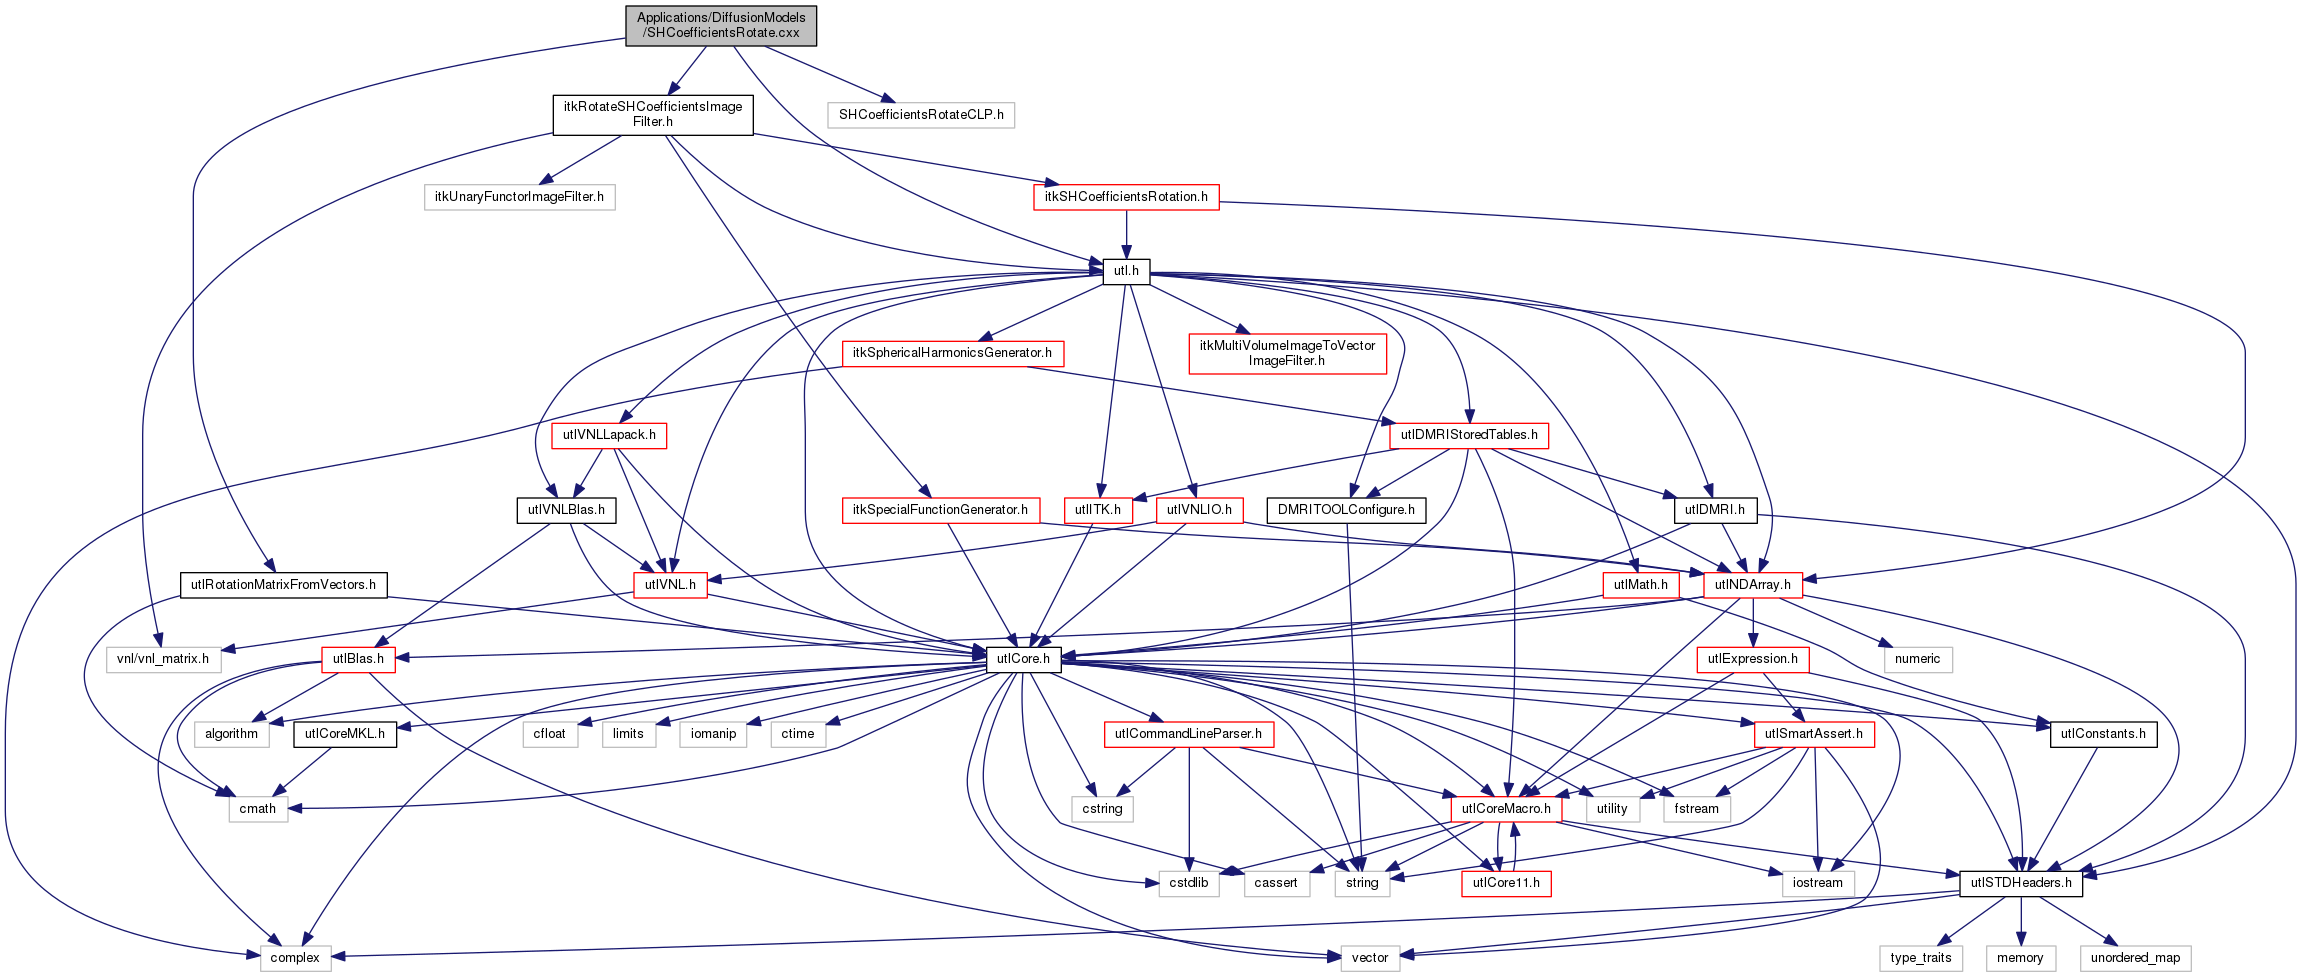 Applications/DiffusionModels
/SHCoefficientsRotate.cxx
itkRotateSHCoefficientsImage
Filter.h
SHCoefficientsRotateCLP.h
itkUnaryFunctorImageFilter.h
itkSHCoefficientsRotation.h
utl.h
itkSphericalHarmonicsGenerator.h
itkMultiVolumeImageToVector
ImageFilter.h
utlVNLLapack.h
utlDMRIStoredTables.h
utlVNLBlas.h
itkSpecialFunctionGenerator.h
utlITK.h
utlVNLIO.h
DMRITOOLConfigure.h
utlDMRI.h
utlRotationMatrixFromVectors.h
utlVNL.h
utlMath.h
utlNDArray.h
vnl/vnl_matrix.h
utlBlas.h
utlCore.h
utlExpression.h
numeric
algorithm
utlCoreMKL.h
cfloat
limits
iomanip
ctime
utlCommandLineParser.h
utlSmartAssert.h
utlConstants.h
cmath
cstring
utlCoreMacro.h
utility
fstream
cstdlib
cassert
string
utlCore11.h
iostream
utlSTDHeaders.h
complex
vector
type_traits
memory
unordered_map